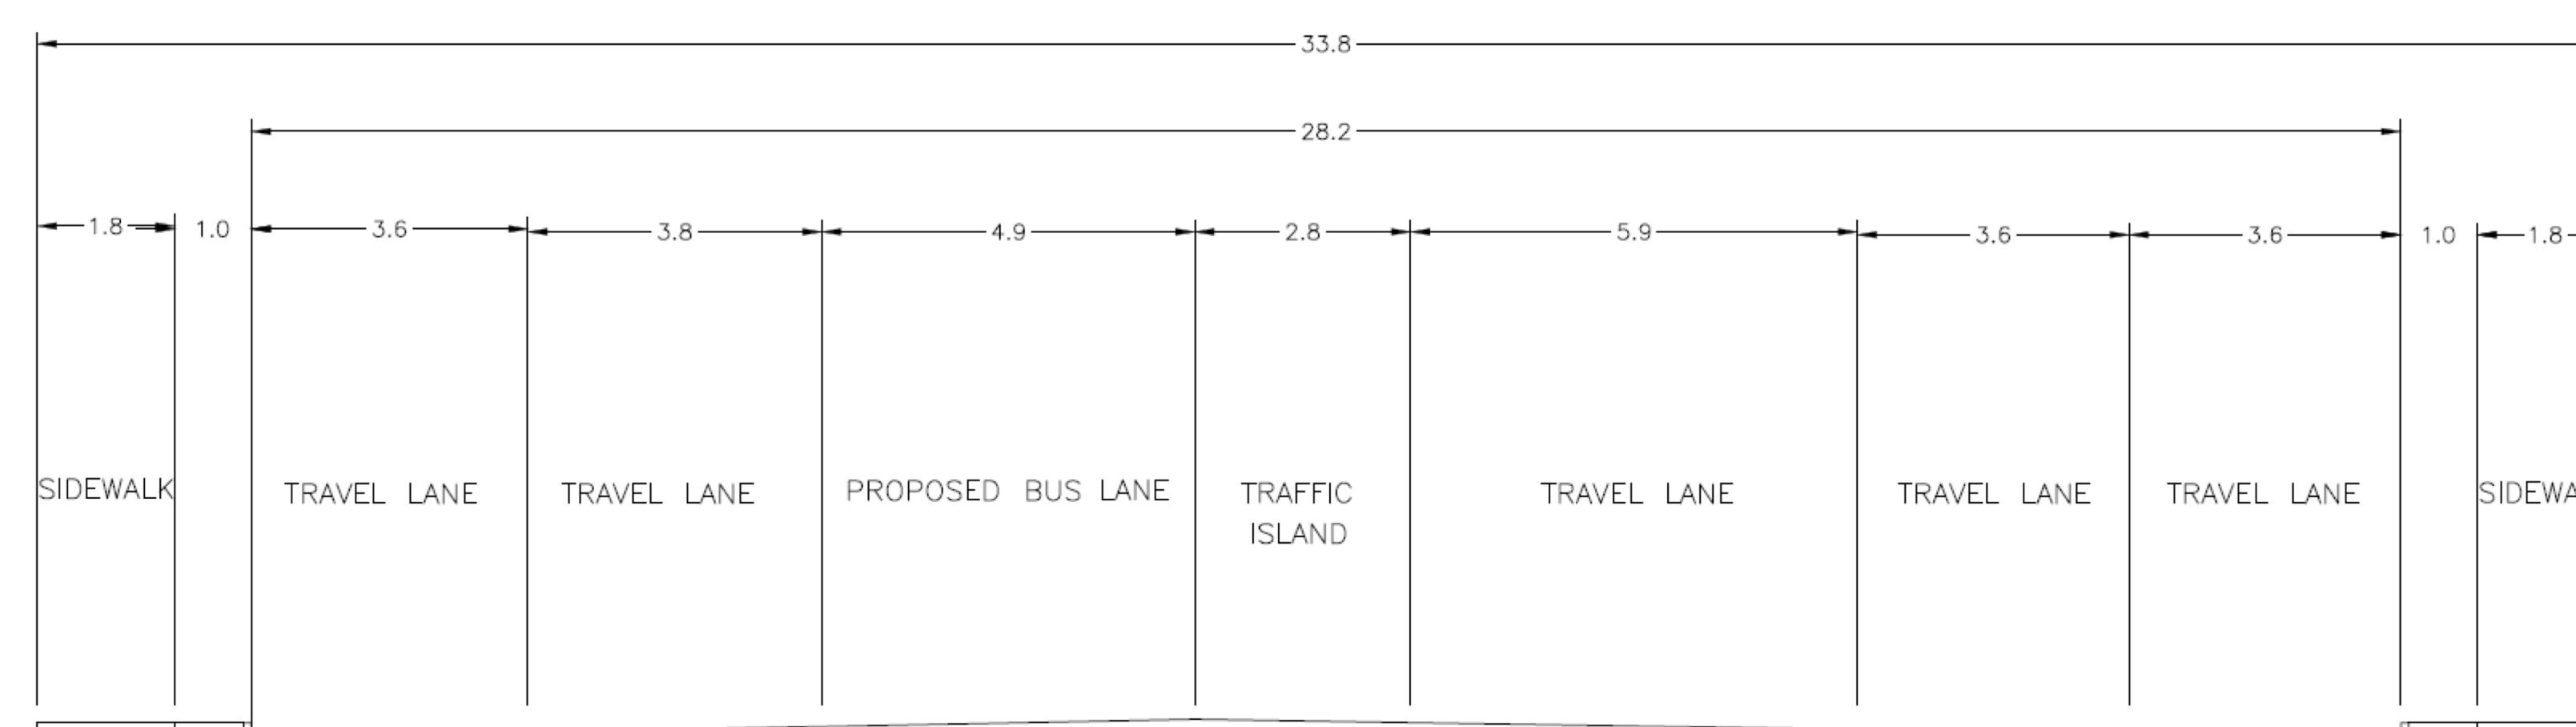 33.8
28.2
1.8 1.0 3.6 3.8 4.9 2.8 5.9 3.6 3.6 1.0 1.8
SIDEWALK TRAVEL LANE TRAVEL LANE PROPOSED BUS LANE TRAFFIC TRAVEL LANE TRAVEL LANE TRAVEL LANE SIDEWA
ISLAND